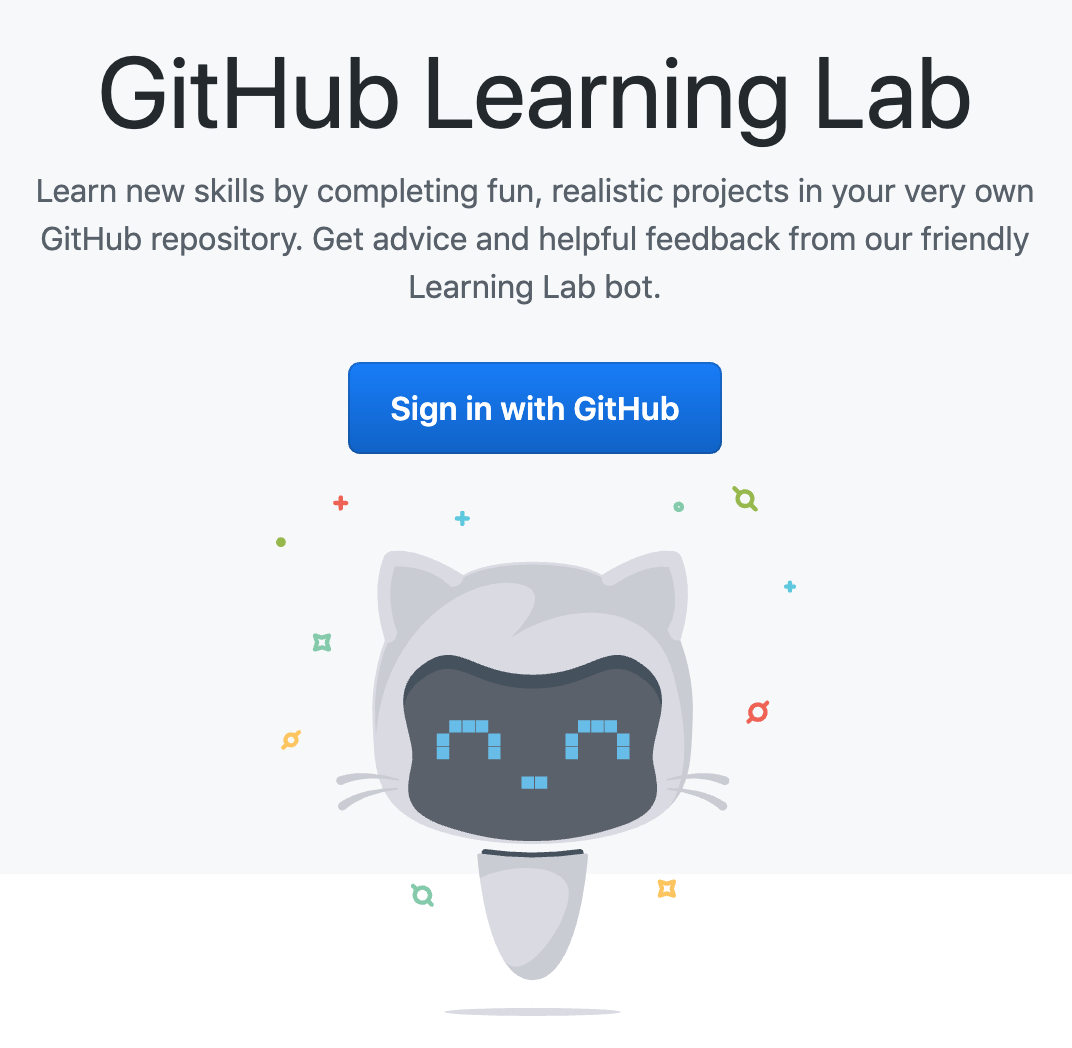 GitHub Learning Lab
Learn new skills by completing fun, realistic projects in your very own
GitHub repository. Get advice and helpful feedback from our friendly
Learning Lab bot.
Sign in with GitHub